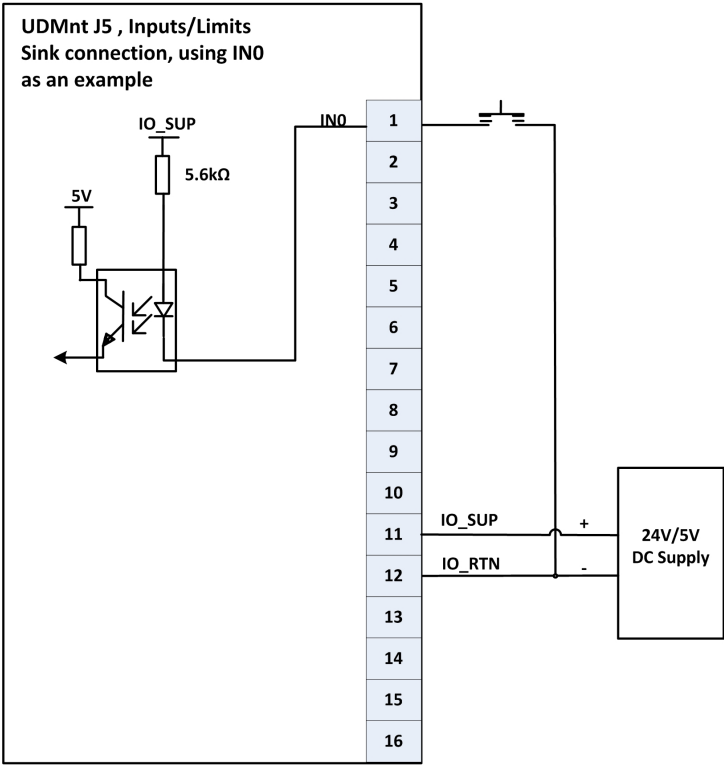 UDMnt J5 , Inputs/Limits
Sink connection, using IN0
as an example
IO_SUP
5.6kΩ
5V
IN0
1
2
3
4
5
6
7
8
9
10
11
12
13
14
15
16
IO_SUP
+
IO_RTN
-
24V/5V
DC Supply